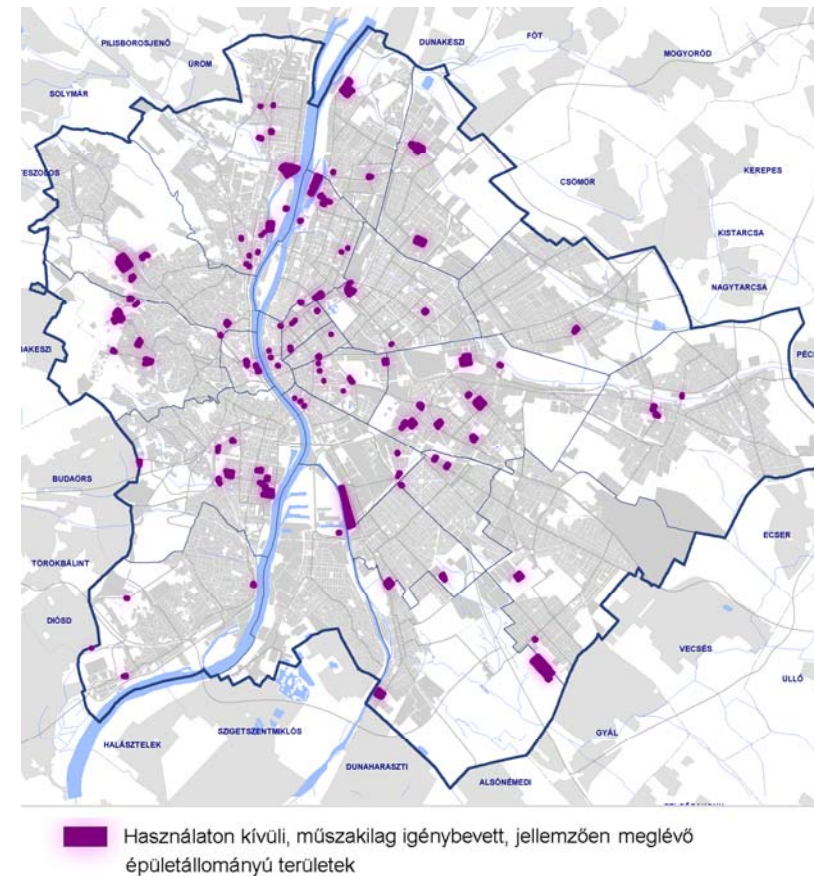 PILISBOROSJENŐ
ÜRÖM
DUNAKESZI
FÓT
MOGYORÓD
SOLYMÁR
KEREPES
CSÖMÖR
KISTARCSA
NAGYTARCSA
BUDAÖRS
ECSER
TÖRÖKBÁLINT
DIÓSD
VECSÉS
ÜLLŐ
GYÁL
SZIGETSZENTMIKLÓS
HALÁSZTELEK
DUNAHARASZTI
ALSÓNÉMEDI
Használaton kívüli, műszakilag igénybevett, jellemzően meglévő
épületállományú területek